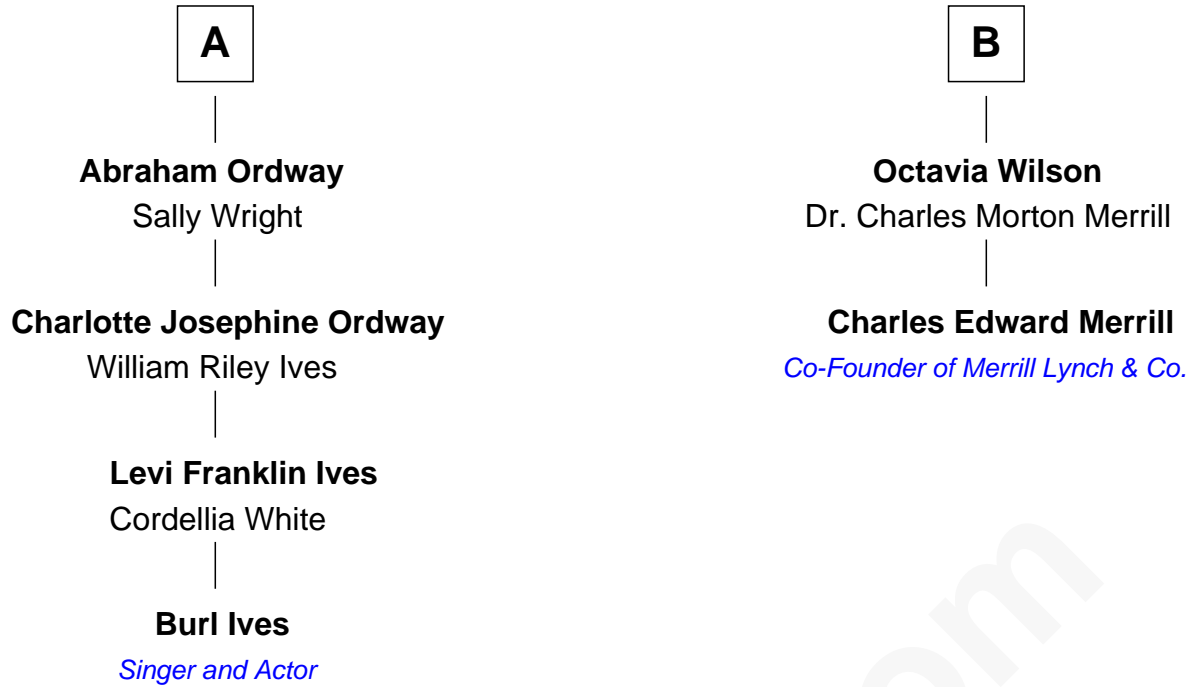 A
Abraham Ordway
Sally Wright
Charlotte Josephine Ordway
William Riley Ives
Levi Franklin Ives
Cordellia White
Burl Ives
Singer and Actor
B
Octavia Wilson
Dr. Charles Morton Merrill
Charles Edward Merrill
Co-Founder of Merrill Lynch & Co.
om